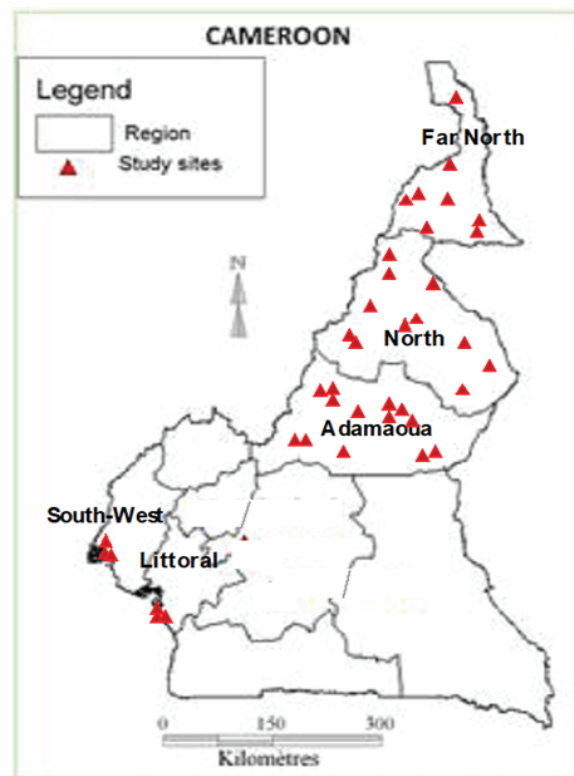 CAMEROON
Legend
Region
Study sites
Far North
N
North
Adamaoua
South-West
Littoral
0 150 300
Kilomètres